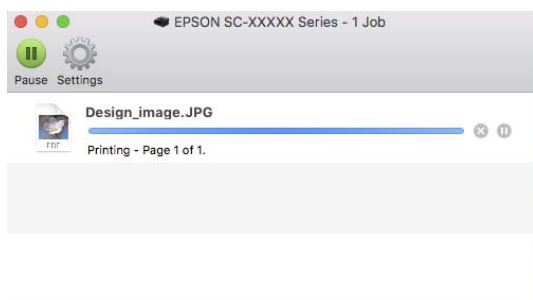 EPSON SC-XXXXX Series - 1 Job
Pause Settings
Design_image.JPG
Printing - Page 1 of 1.